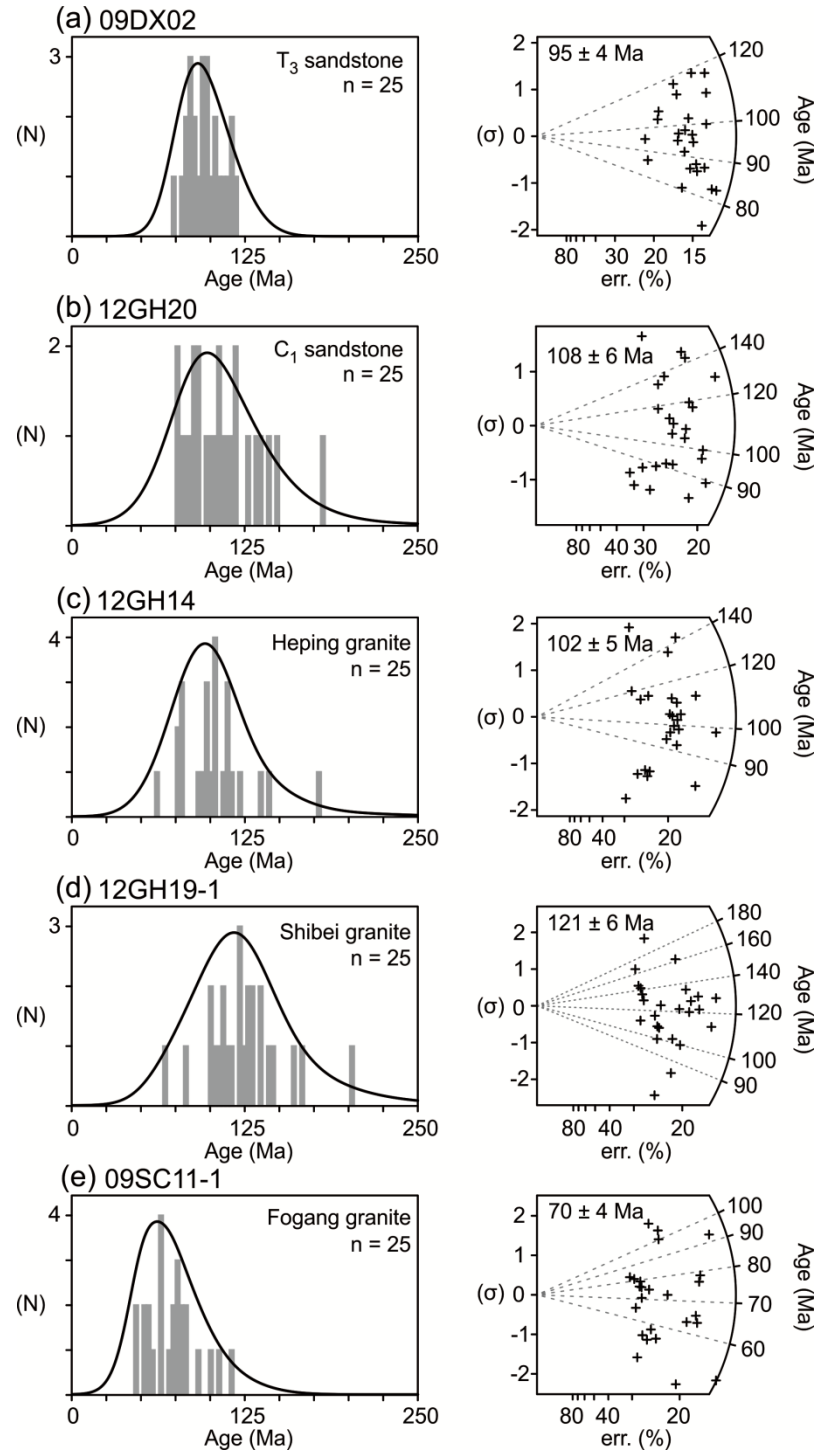 (a) 09DX02
3
(N)
T3 sandstone
n = 25
0 125 250
Age (Ma)
95 ± 4 Ma
2
1
(σ) 0
-1
-2
120
100
90
80
Age (Ma)
80 60 40 30 20 15
err. (%)
(b) 12GH20
2
(N)
C1 sandstone
n = 25
0 125 250
Age (Ma)
108 ± 6 Ma
1
(σ) 0
-1
140
120
100
90
Age (Ma)
80 60 40 30 20
err. (%)
(c) 12GH14
4
(N)
Heping granite
n = 25
0 125 250
Age (Ma)
102 ± 5 Ma
2
1
(σ) 0
-1
-2
140
120
100
90
Age (Ma)
80 60 40 20
err. (%)
(d) 12GH19-1
3
(N)
Shibei granite
n = 25
0 125 250
Age (Ma)
121 ± 6 Ma
2
1
(σ) 0
-1
-2
180
160
140
120
100
90
Age (Ma)
80 60 40 20
err. (%)
(e) 09SC11-1
4
(N)
Fogang granite
n = 25
0 125 250
Age (Ma)
70 ± 4 Ma
2
1
(σ) 0
-1
-2
100
90
80
70
60
Age (Ma)
80 60 40 20
err. (%)